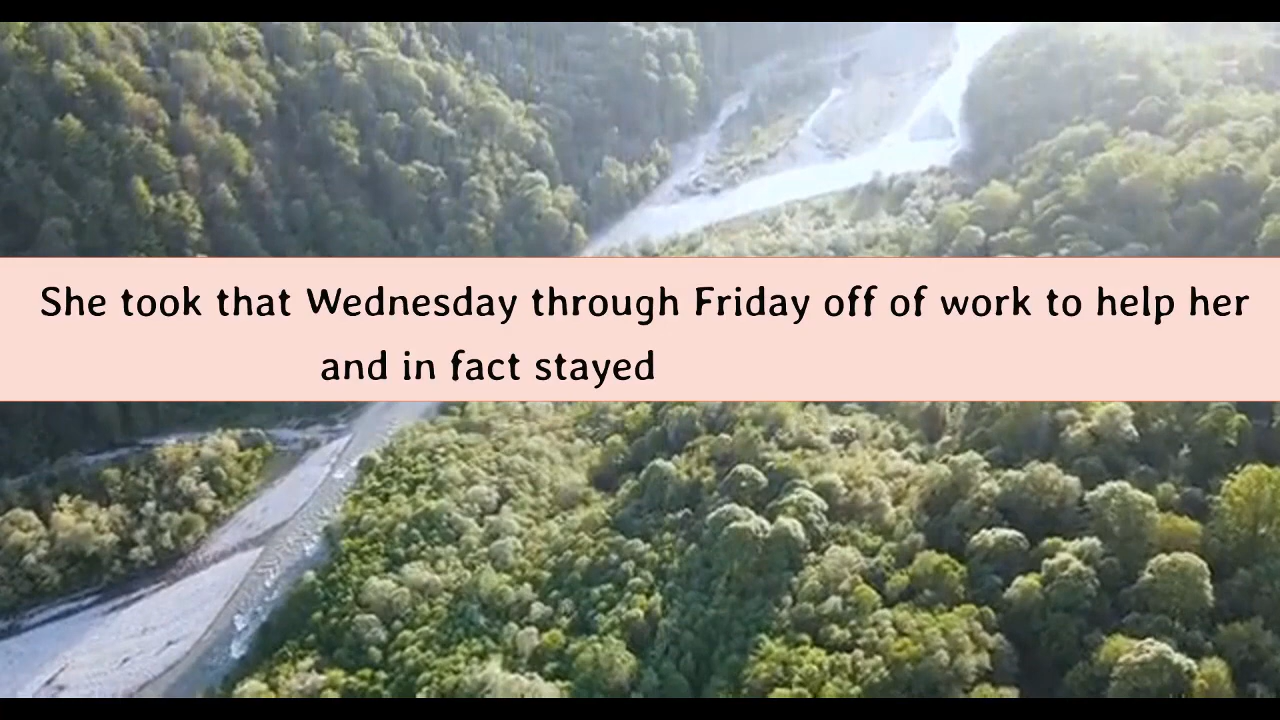 She took that Wednesday through Friday off of work to help her
and in fact stayed